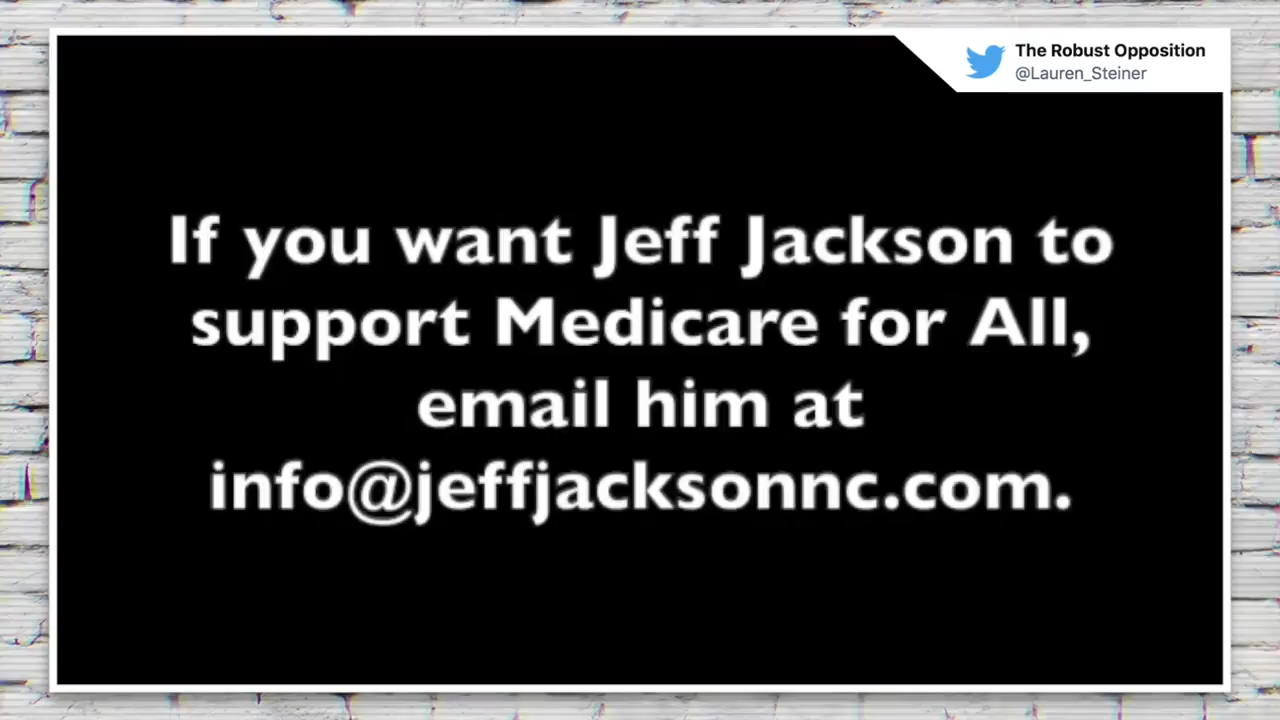 The Robust Opposition
@Lauren_Steiner
If you want Jeff Jackson to
support Medicare for All,
email him at
info@jeffjacksonnc.com.